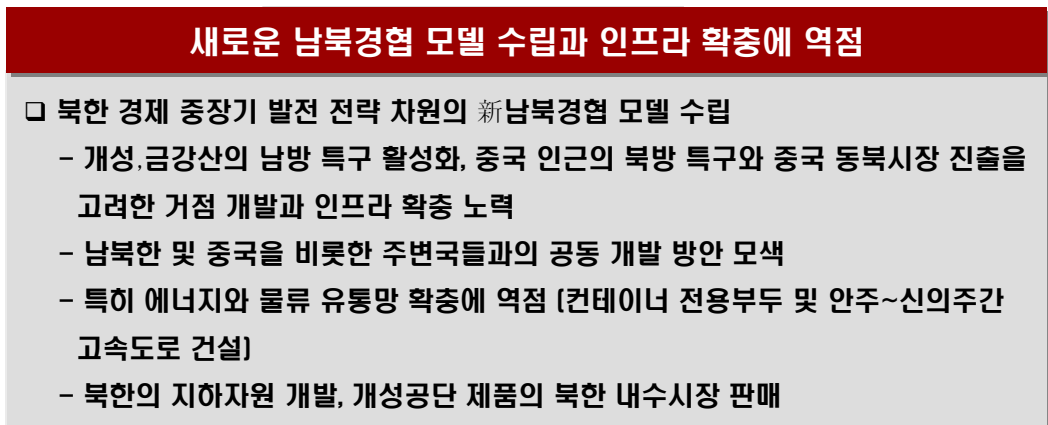 새로운 남북경협 모델 수립과 인프라 확충에 역점
❑ 북한 경제 중장기 발전 전략 차원의 新남북경협 모델 수립
- 개성,금강산의 남방 특구 활성화, 중국 인근의 북방 특구와 중국 동북시장 진출을
고려한 거점 개발과 인프라 확충 노력
- 남북한 및 중국을 비롯한 주변국들과의 공동 개발 방안 모색
- 특히 에너지와 물류 유통망 확충에 역점 (컨테이너 전용부두 및 안주~신의주간
고속도로 건설)
- 북한의 지하자원 개발, 개성공단 제품의 북한 내수시장 판매